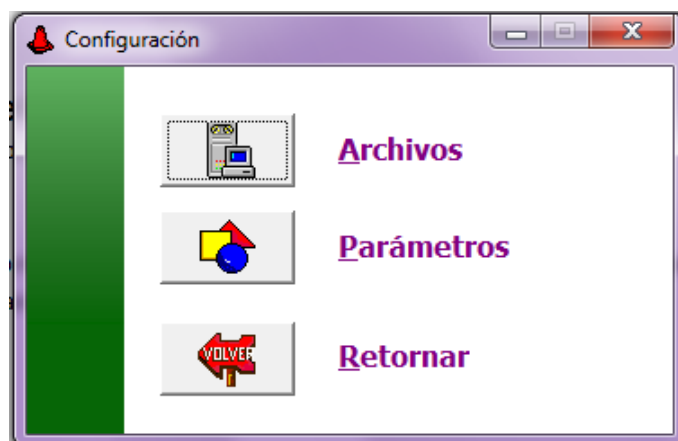 Configuración
Archivos
Parámetros
VOLVER
Retornar